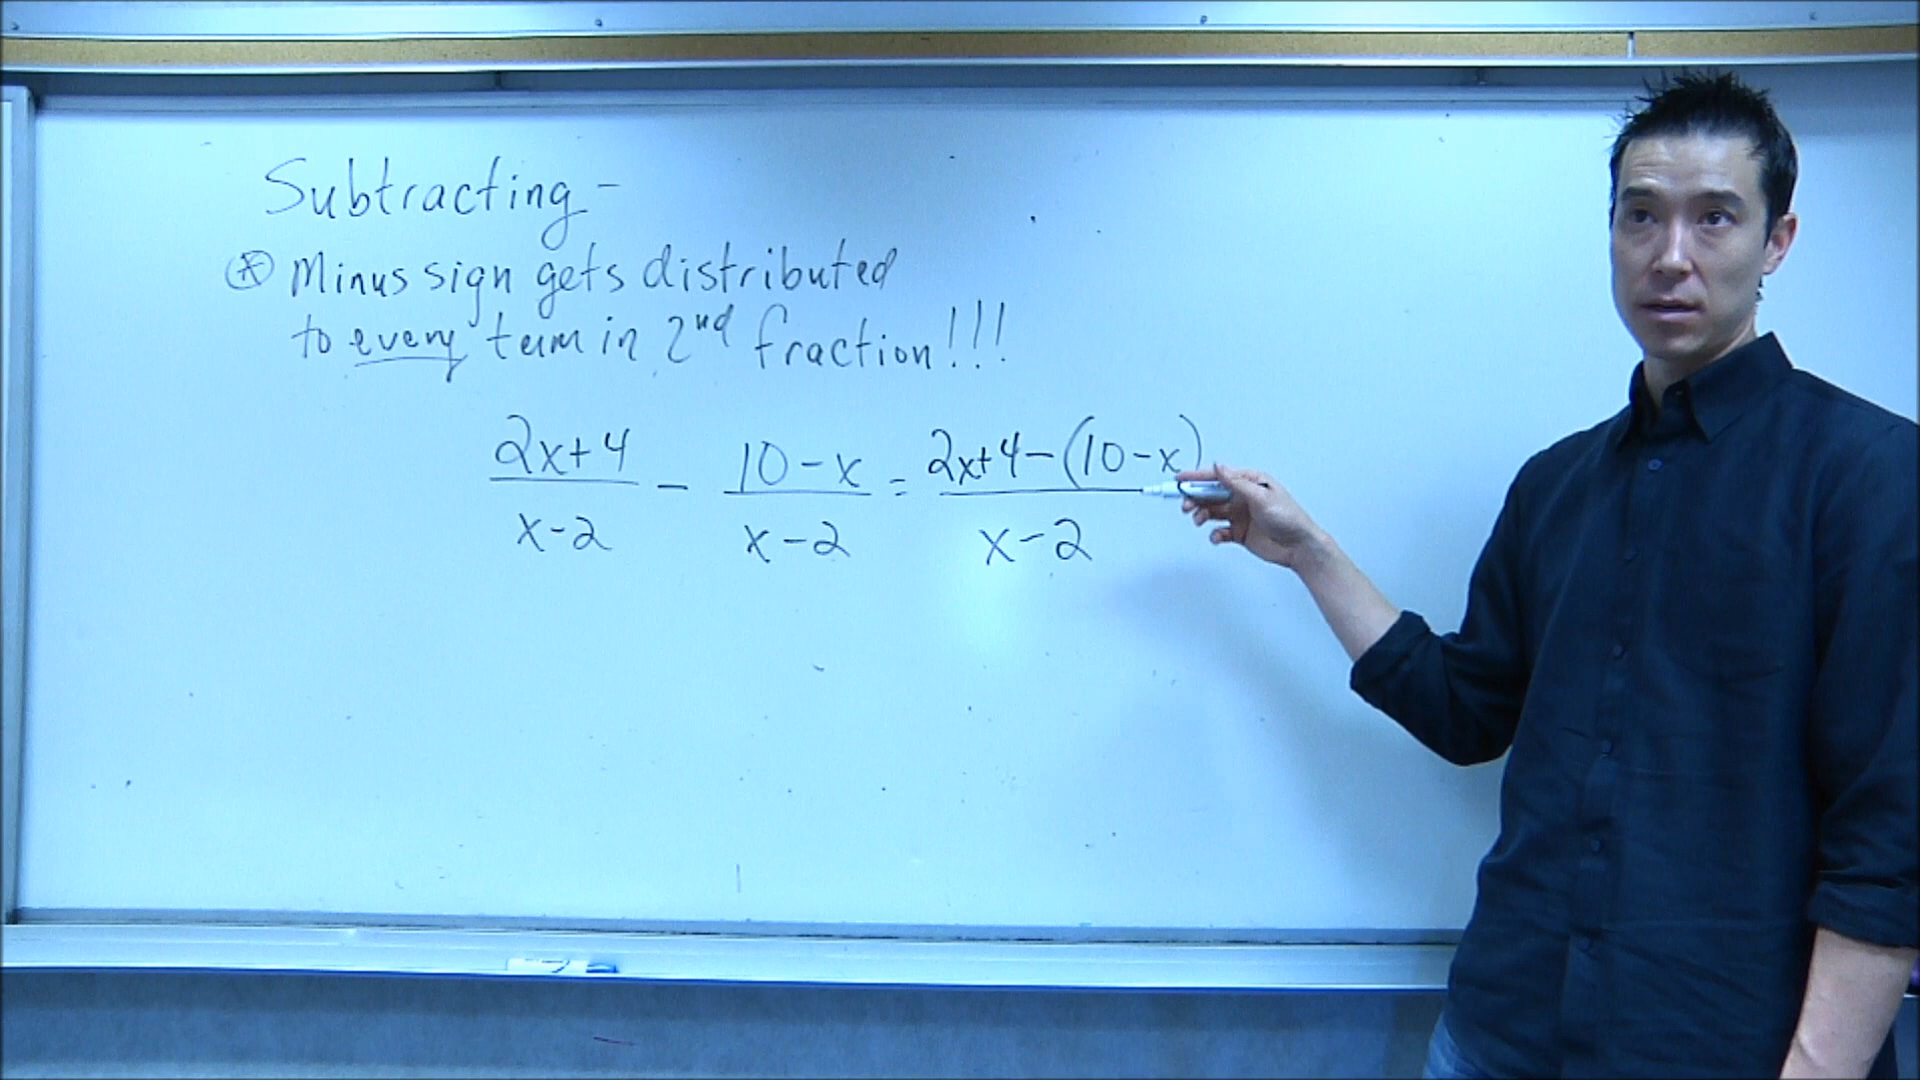 Subtracting -
* Minus sign gets distributed
to every term in 2nd fraction!!!
2x+4 / x-2 - 10-x / x-2 = 2x+4-(10-x) / x-2